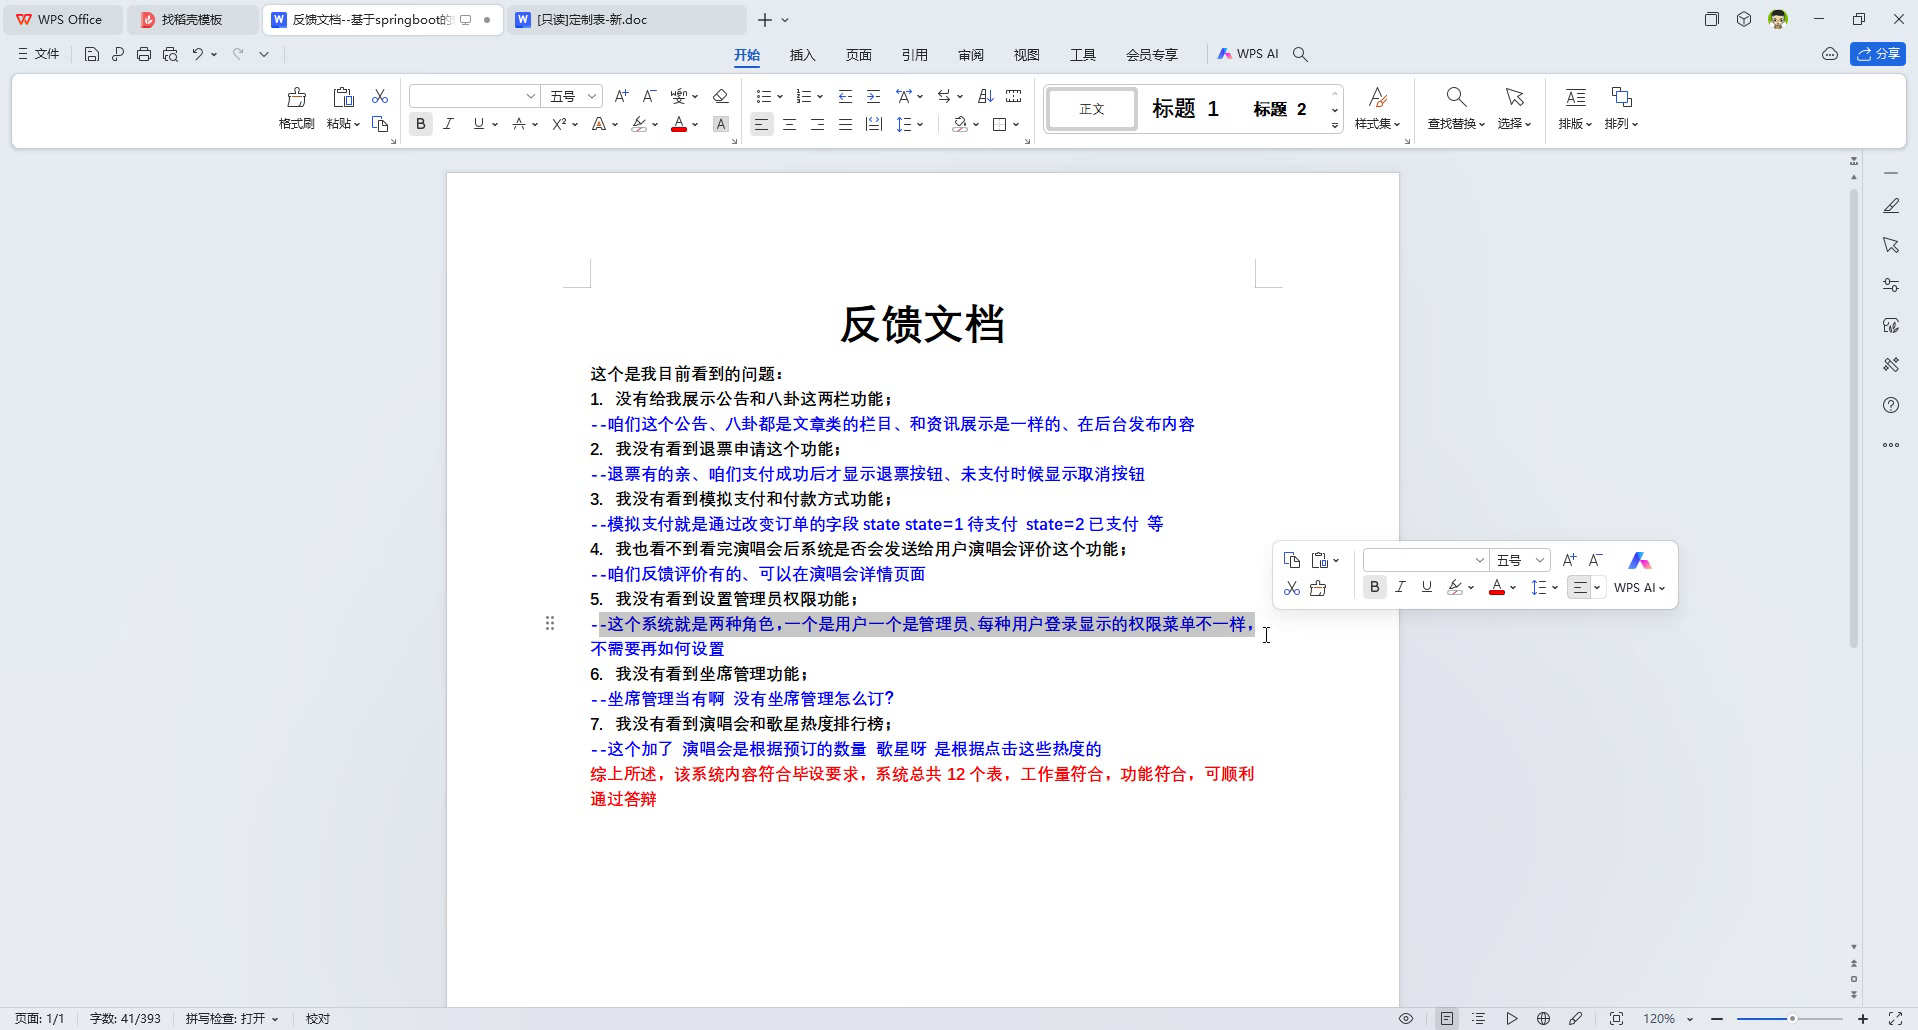 WPS Office
找稻壳模板
反馈文档--基于springboot的
[只读]定制表-新.doc
文件
开始
插入
页面
引用
审阅
视图
工具
会员专享
WPS AI
分享
格式刷
粘贴
五号
正文
标题 1
标题 2
样式集
查找替换
选择
排版
排列
反馈文档
这个是我目前看到的问题：
1. 没有给我展示公告和八卦这两栏功能；
--咱们这个公告、八卦都是文章类的栏目、和资讯展示是一样的、在后台发布内容
2. 我没有看到退票申请这个功能；
--退票有的亲、咱们支付成功后才显示退票按钮、未支付时候显示取消按钮
3. 我没有看到模拟支付和付款方式功能；
--模拟支付就是通过改变订单的字段 state state=1 待支付 state=2 已支付 等
4. 我也看不到看完演唱会后系统是否会发送给用户演唱会评价这个功能；
--咱们反馈评价有的、可以在演唱会详情页面
5. 我没有看到设置管理员权限功能；
--这个系统就是两种角色，一个是用户一个是管理员、每种用户登录显示的权限菜单不一样，
不需要再如何设置
6. 我没有看到坐席管理功能；
--坐席管理当有啊 没有坐席管理怎么订？
7. 我没有看到演唱会和歌星热度排行榜；
--这个加了 演唱会是根据预订的数量 歌星呀 是根据点击这些热度的
综上所述，该系统内容符合毕设要求，系统总共 12 个表，工作量符合，功能符合，可顺利
通过答辩
五号
WPS AI
页面: 1/1
字数: 41/393
拼写检查: 打开
校对
120%